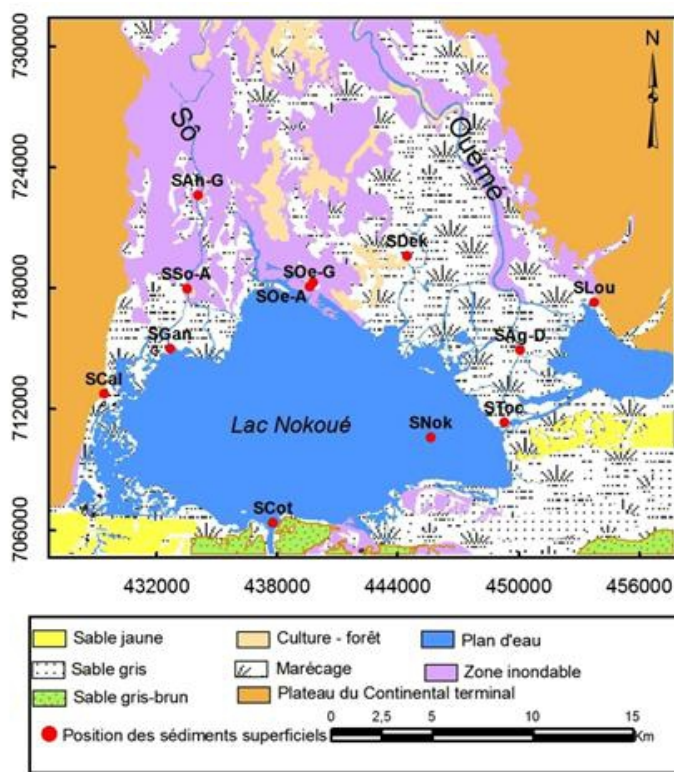 730000
724000
718000
712000
706000
N
Sô
Ouémé
SAh-G
SDek
SSo-A
SOe-G
SOe-A
SLou
SGan
SAg-D
SCal
SToc
Lac Nokoué
SNok
SCot
432000 438000 444000 450000 456000
Sable jaune Culture - forêt Plan d'eau
Sable gris Marécage Zone inondable
Sable gris-brun Plateau du Continental terminal
Position des sédiments superficiels
0 2,5 5 10 15
Km